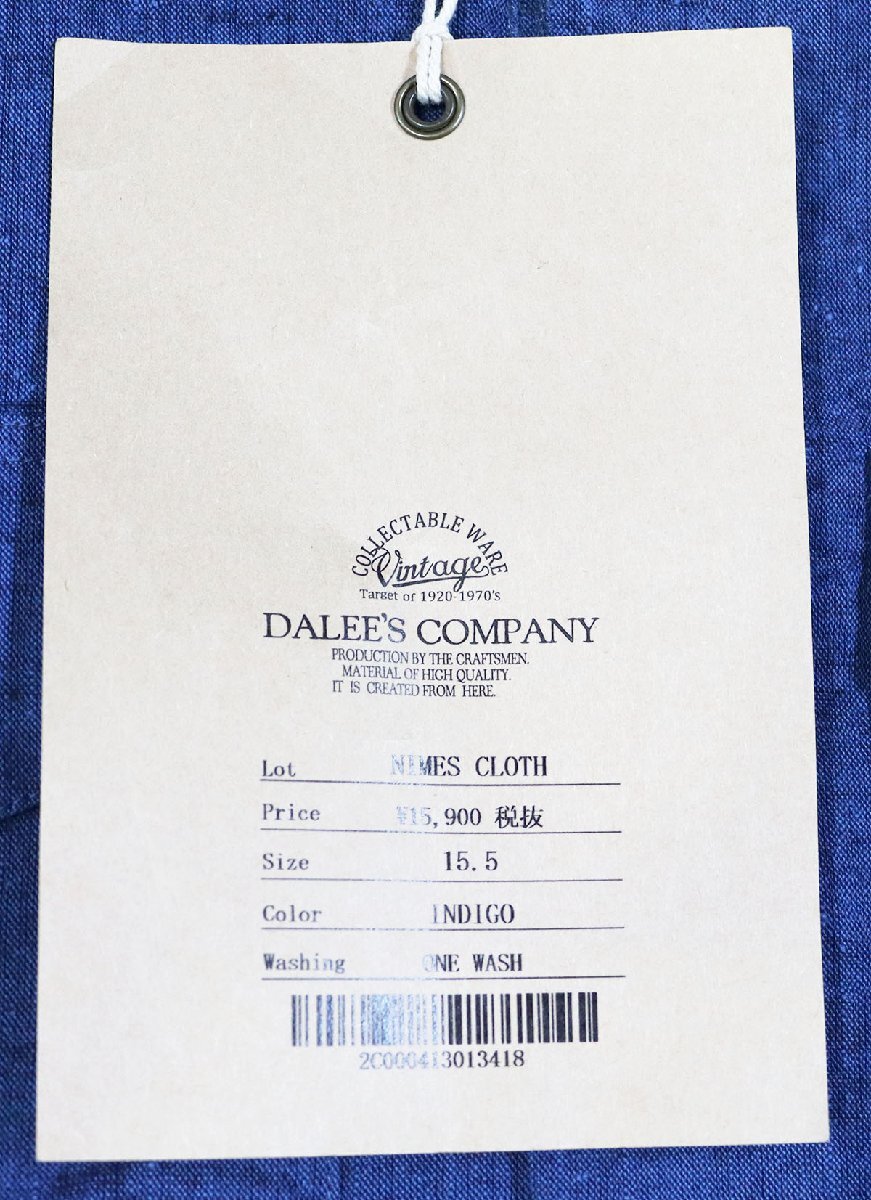 COLLECTABLE WARE
Vintage
Target of 1920-1970's
DALEE'S COMPANY
PRODUCTION BY THE CRAFTSMEN.
MATERIAL OF HIGH QUALITY.
IT IS CREATED FROM HERE.
Lot NIMES CLOTH
Price ¥15,900 税抜
Size 15.5
Color INDIGO
Washing ONE WASH
2C000413013418